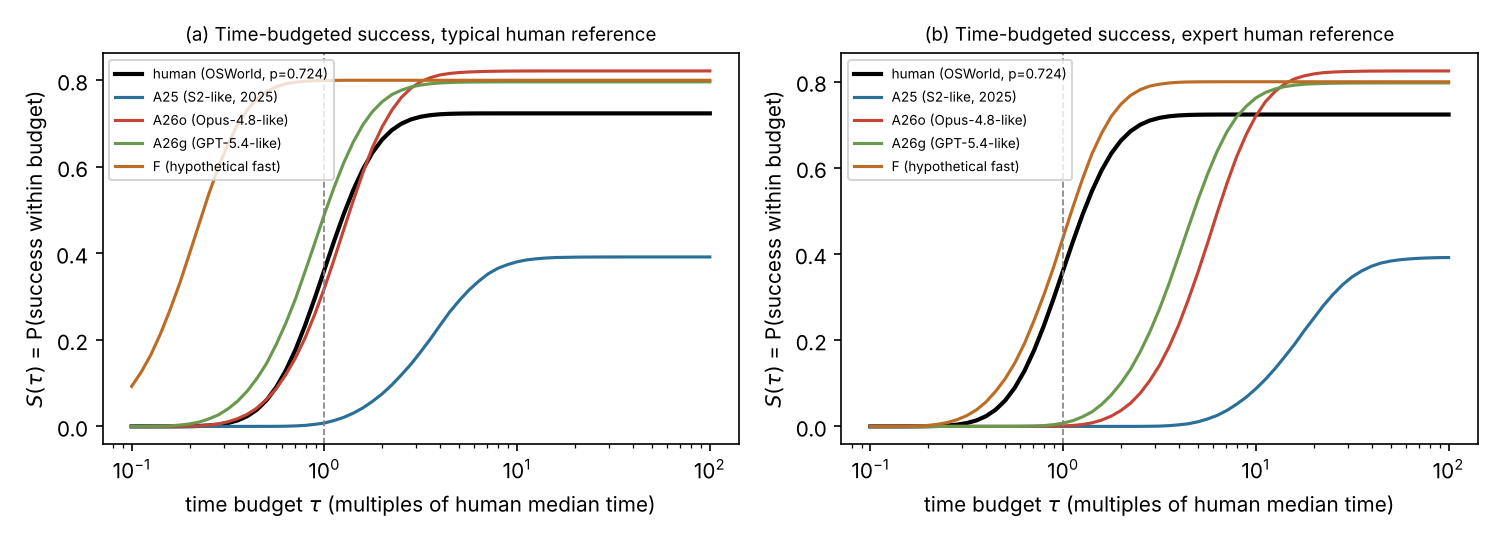 (a) Time-budgeted success, typical human reference
S(τ) = P(success within budget)
0.8
0.6
0.4
0.2
0.0
human (OSWorld, p=0.724)
A25 (S2-like, 2025)
A26o (Opus-4.8-like)
A26g (GPT-5.4-like)
F (hypothetical fast)
10⁻¹
10⁰
10¹
10²
time budget τ (multiples of human median time)
(b) Time-budgeted success, expert human reference
S(τ) = P(success within budget)
0.8
0.6
0.4
0.2
0.0
human (OSWorld, p=0.724)
A25 (S2-like, 2025)
A26o (Opus-4.8-like)
A26g (GPT-5.4-like)
F (hypothetical fast)
10⁻¹
10⁰
10¹
10²
time budget τ (multiples of human median time)